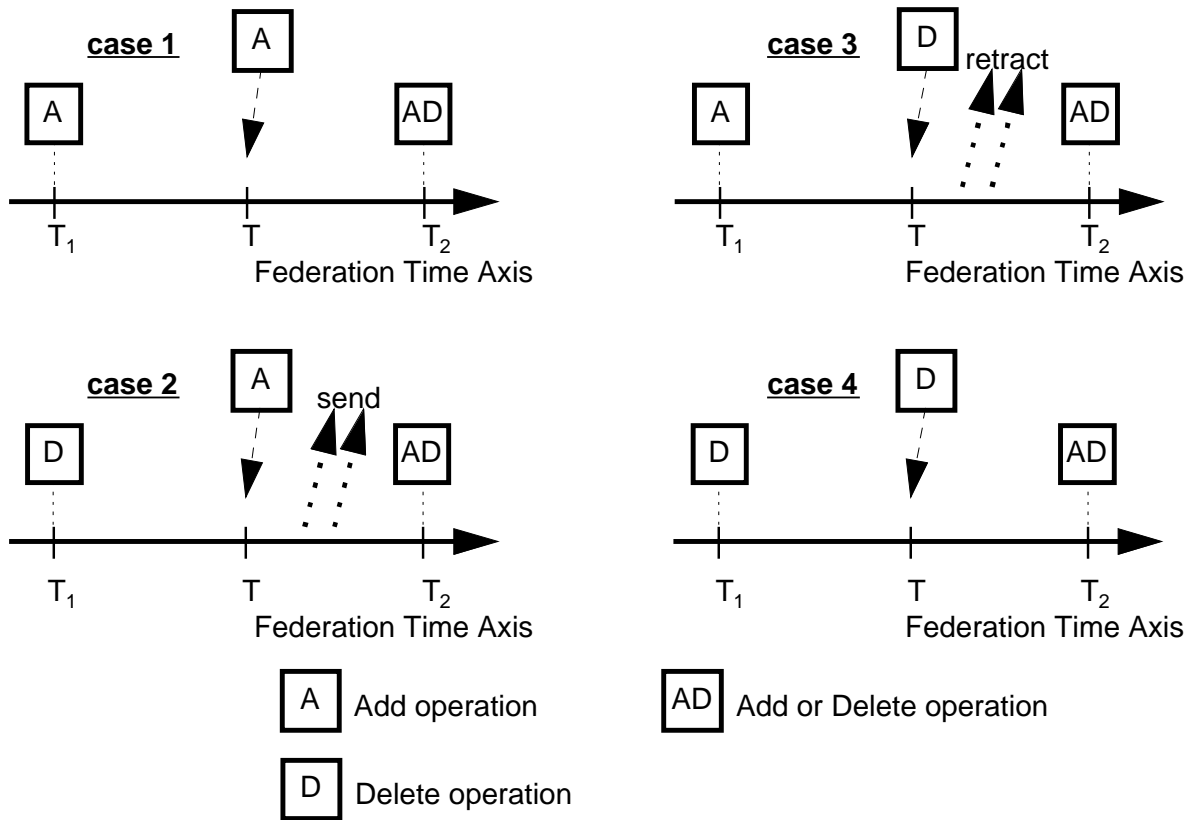 case 1
A
A
AD
T1
T
T2
Federation Time Axis
case 3
D
retract
A
AD
T1
T
T2
Federation Time Axis
case 2
A
send
D
AD
T1
T
T2
Federation Time Axis
case 4
D
D
AD
T1
T
T2
Federation Time Axis
A Add operation
AD Add or Delete operation
D Delete operation